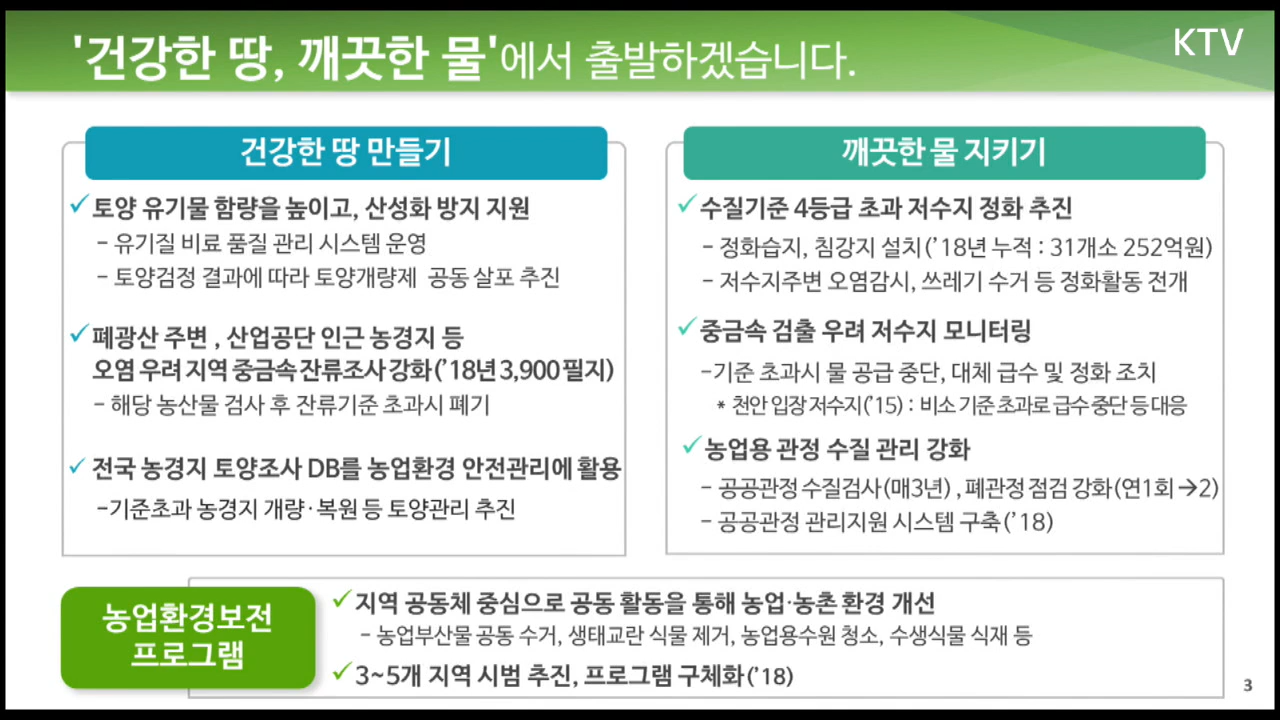 '건강한 땅, 깨끗한 물'에서 출발하겠습니다.
KTV
건강한 땅 만들기
✓토양 유기물 함량을 높이고, 산성화 방지 지원
- 유기질 비료 품질 관리 시스템 운영
- 토양검정 결과에 따라 토양개량제 공동 살포 추진
✓폐광산 주변 , 산업공단 인근 농경지 등
오염 우려 지역 중금속 잔류조사 강화('18년 3,900 필지)
- 해당 농산물 검사 후 잔류기준 초과시 폐기
✓ 전국 농경지 토양조사 DB를 농업환경 안전관리에 활용
-기준초과 농경지 개량·복원 등 토양관리 추진
깨끗한 물 지키기
✓수질기준 4등급 초과 저수지 정화 추진
- 정화습지, 침강지 설치('18년 누적 : 31개소 252억원)
- 저수지주변 오염감시, 쓰레기 수거 등 정화활동 전개
✓중금속 검출 우려 저수지 모니터링
-기준 초과시 물 공급 중단, 대체 급수 및 정화 조치
* 천안 입장 저수지('15) : 비소 기준 초과로 급수 중단 등 대응
✓농업용 관정 수질 관리 강화
- 공공관정 수질검사(매3년) , 폐관정 점검 강화(연1회→2)
- 공공관정 관리지원 시스템 구축('18)
농업환경보전
프로그램
✓지역 공동체 중심으로 공동 활동을 통해 농업·농촌 환경 개선
- 농업부산물 공동 수거, 생태교란 식물 제거, 농업용수원 청소, 수생식물 식재 등
✓3~5개 지역 시범 추진, 프로그램 구체화('18)
3